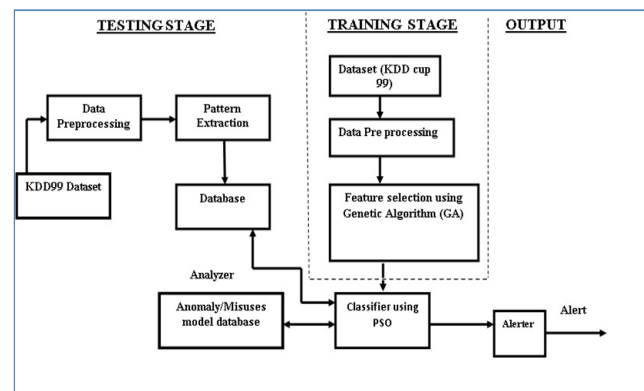 TESTING STAGE
TRAINING STAGE
OUTPUT
Data
Preprocessing
Pattern
Extraction
KDD99 Dataset
Database
Dataset (KDD cup
99)
Data Pre processing
Feature selection using
Genetic Algorithm (GA)
Analyzer
Anomaly/Misuses
model database
Classifier using
PSO
Alerter
Alert